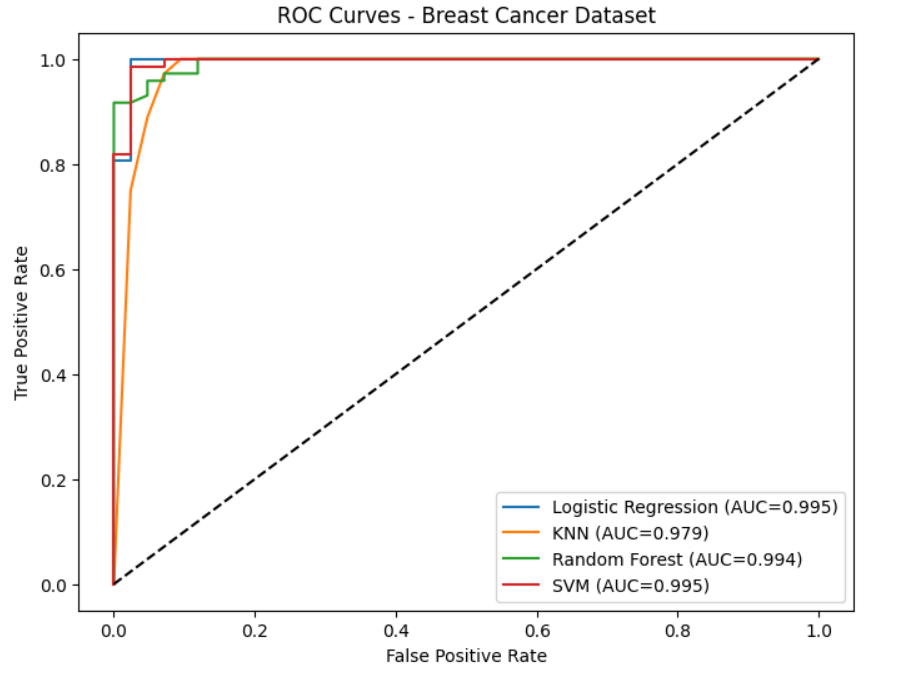 ROC Curves - Breast Cancer Dataset
True Positive Rate
1.0
0.8
0.6
0.4
0.2
0.0
Logistic Regression (AUC=0.995)
KNN (AUC=0.979)
Random Forest (AUC=0.994)
SVM (AUC=0.995)
0.0 0.2 0.4 0.6 0.8 1.0
False Positive Rate